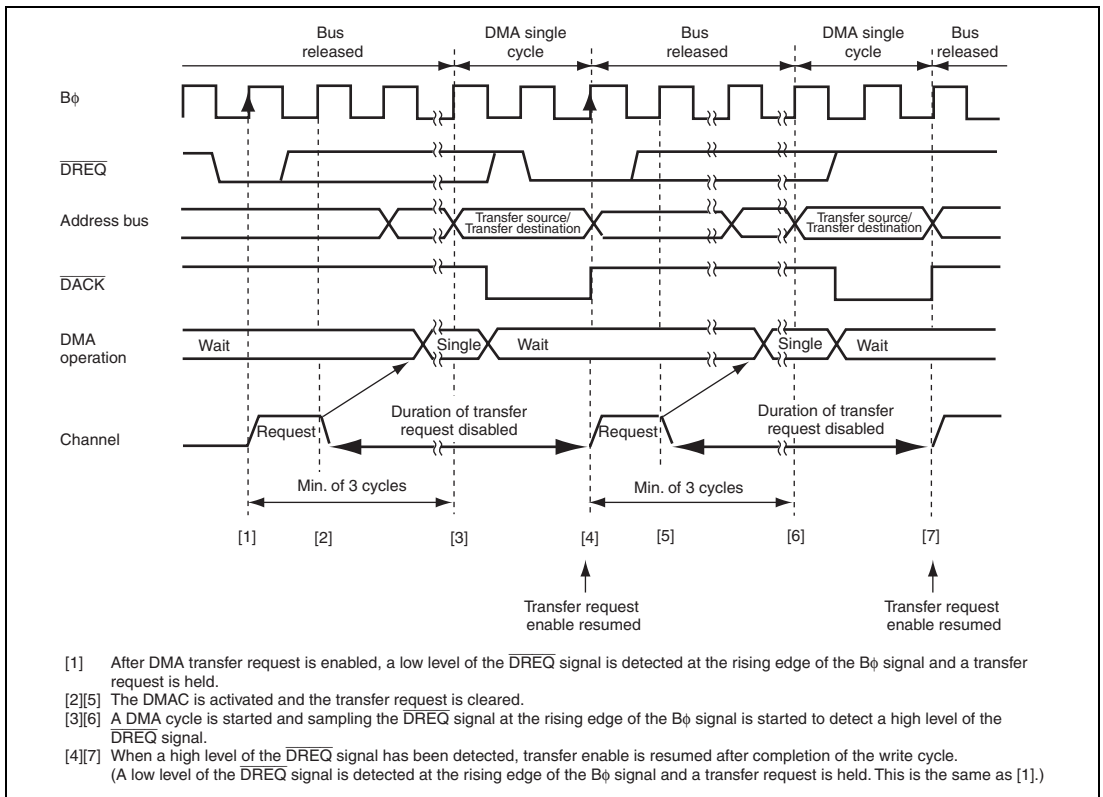 Bus released
DMA single cycle
Bus released
DMA single cycle
Bus released
Bφ
DREQ
Address bus
Transfer source/
Transfer destination
Transfer source/
Transfer destination
DACK
DMA operation
Wait
Single
Wait
Single
Wait
Channel
Request
Duration of transfer
request disabled
Request
Duration of transfer
request disabled
Min. of 3 cycles
Min. of 3 cycles
[1] [2] [3] [4] [5] [6] [7]
Transfer request
enable resumed
Transfer request
enable resumed
[1] After DMA transfer request is enabled, a low level of the DREQ signal is detected at the rising edge of the Bφ signal and a transfer
request is held.
[2][5] The DMAC is activated and the transfer request is cleared.
[3][6] A DMA cycle is started and sampling the DREQ signal at the rising edge of the Bφ signal is started to detect a high level of the
DREQ signal.
[4][7] When a high level of the DREQ signal has been detected, transfer enable is resumed after completion of the write cycle.
(A low level of the DREQ signal is detected at the rising edge of the Bφ signal and a transfer request is held. This is the same as [1].)